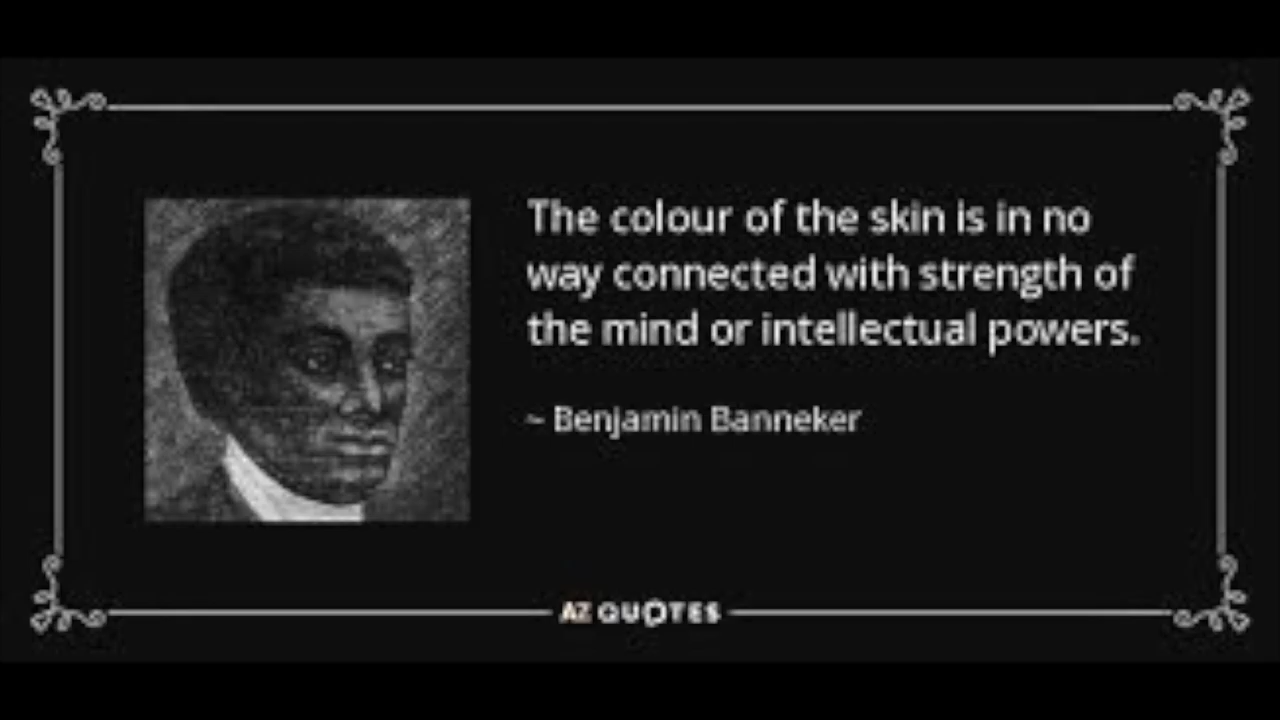 The colour of the skin is in no
way connected with strength of
the mind or intellectual powers.
~ Benjamin Banneker
AZ QUOTES